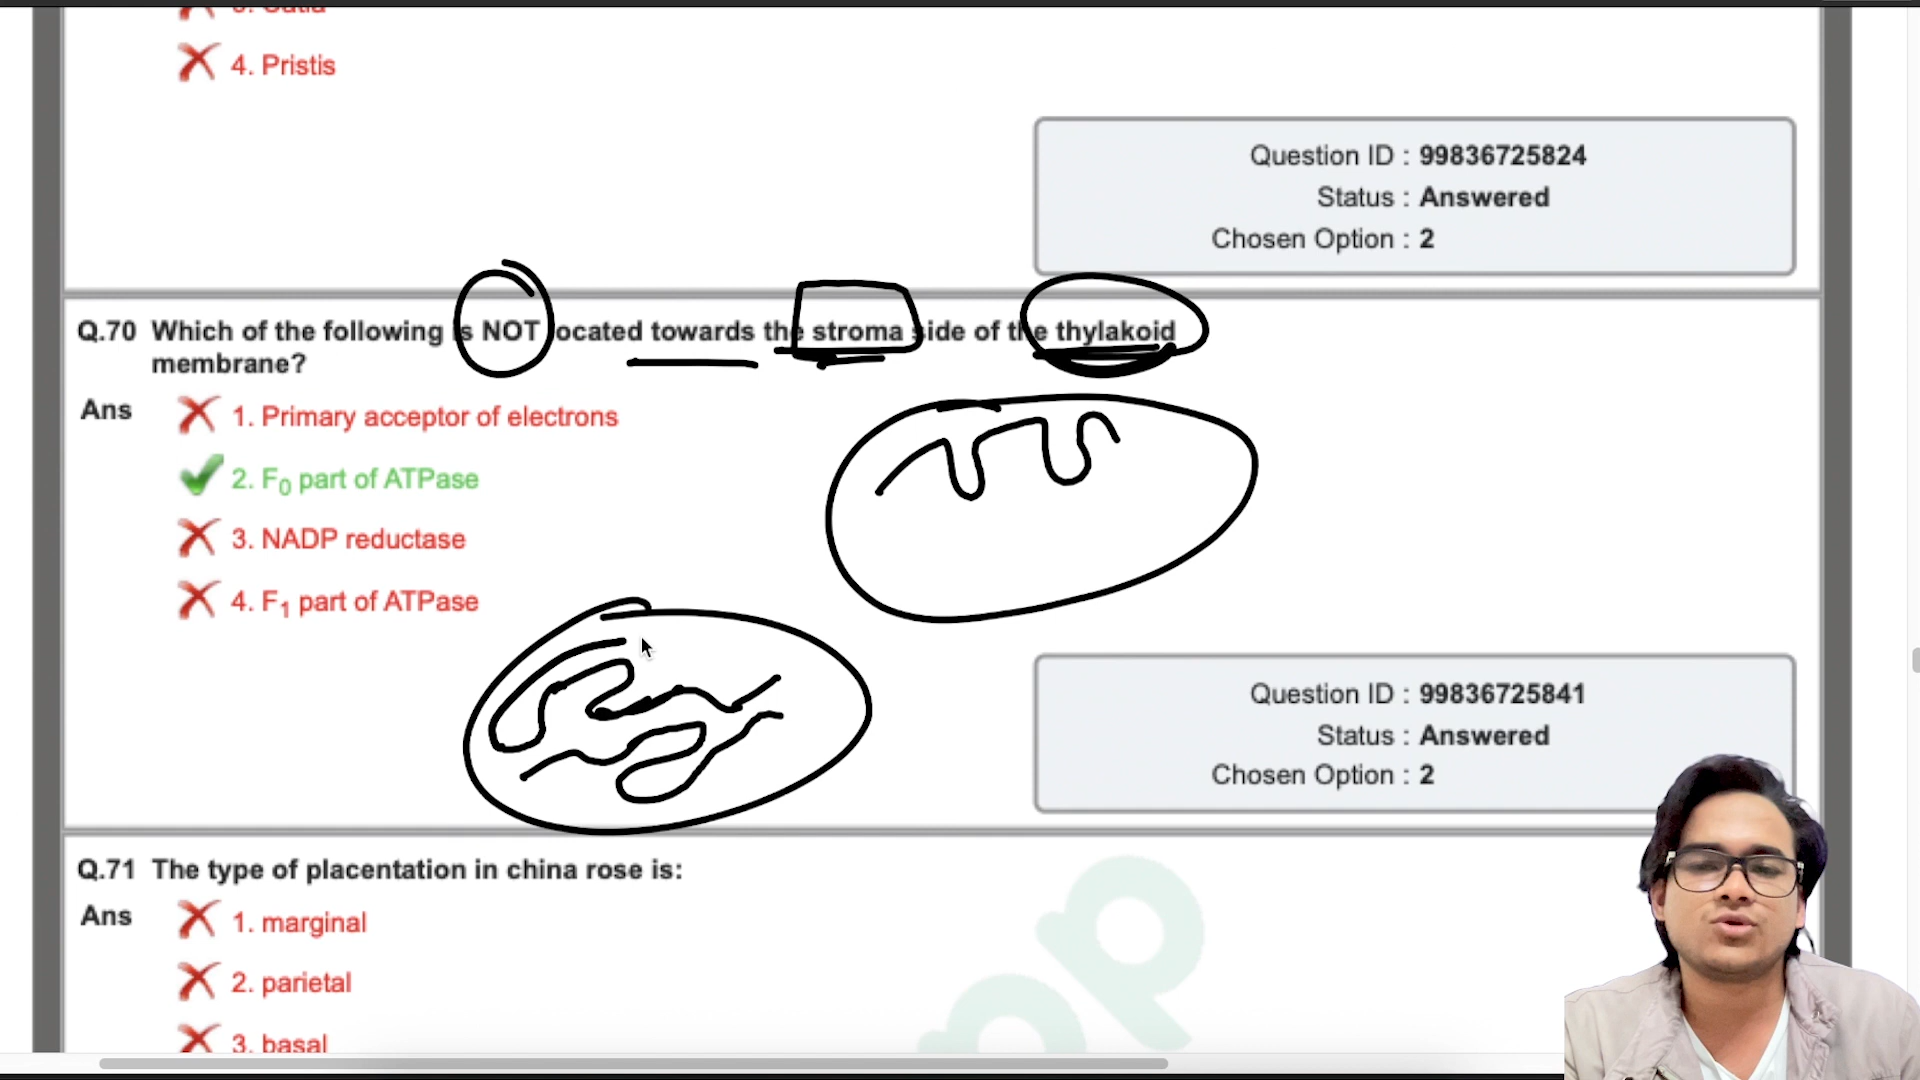 4. Pristis
Question ID : 99836725824
Status : Answered
Chosen Option : 2
Q.70 Which of the following is NOT located towards the stroma side of the thylakoid
membrane?
Ans 1. Primary acceptor of electrons
2. F0 part of ATPase
3. NADP reductase
4. F1 part of ATPase
Question ID : 99836725841
Status : Answered
Chosen Option : 2
Q.71 The type of placentation in china rose is:
Ans 1. marginal
2. parietal
3. basal